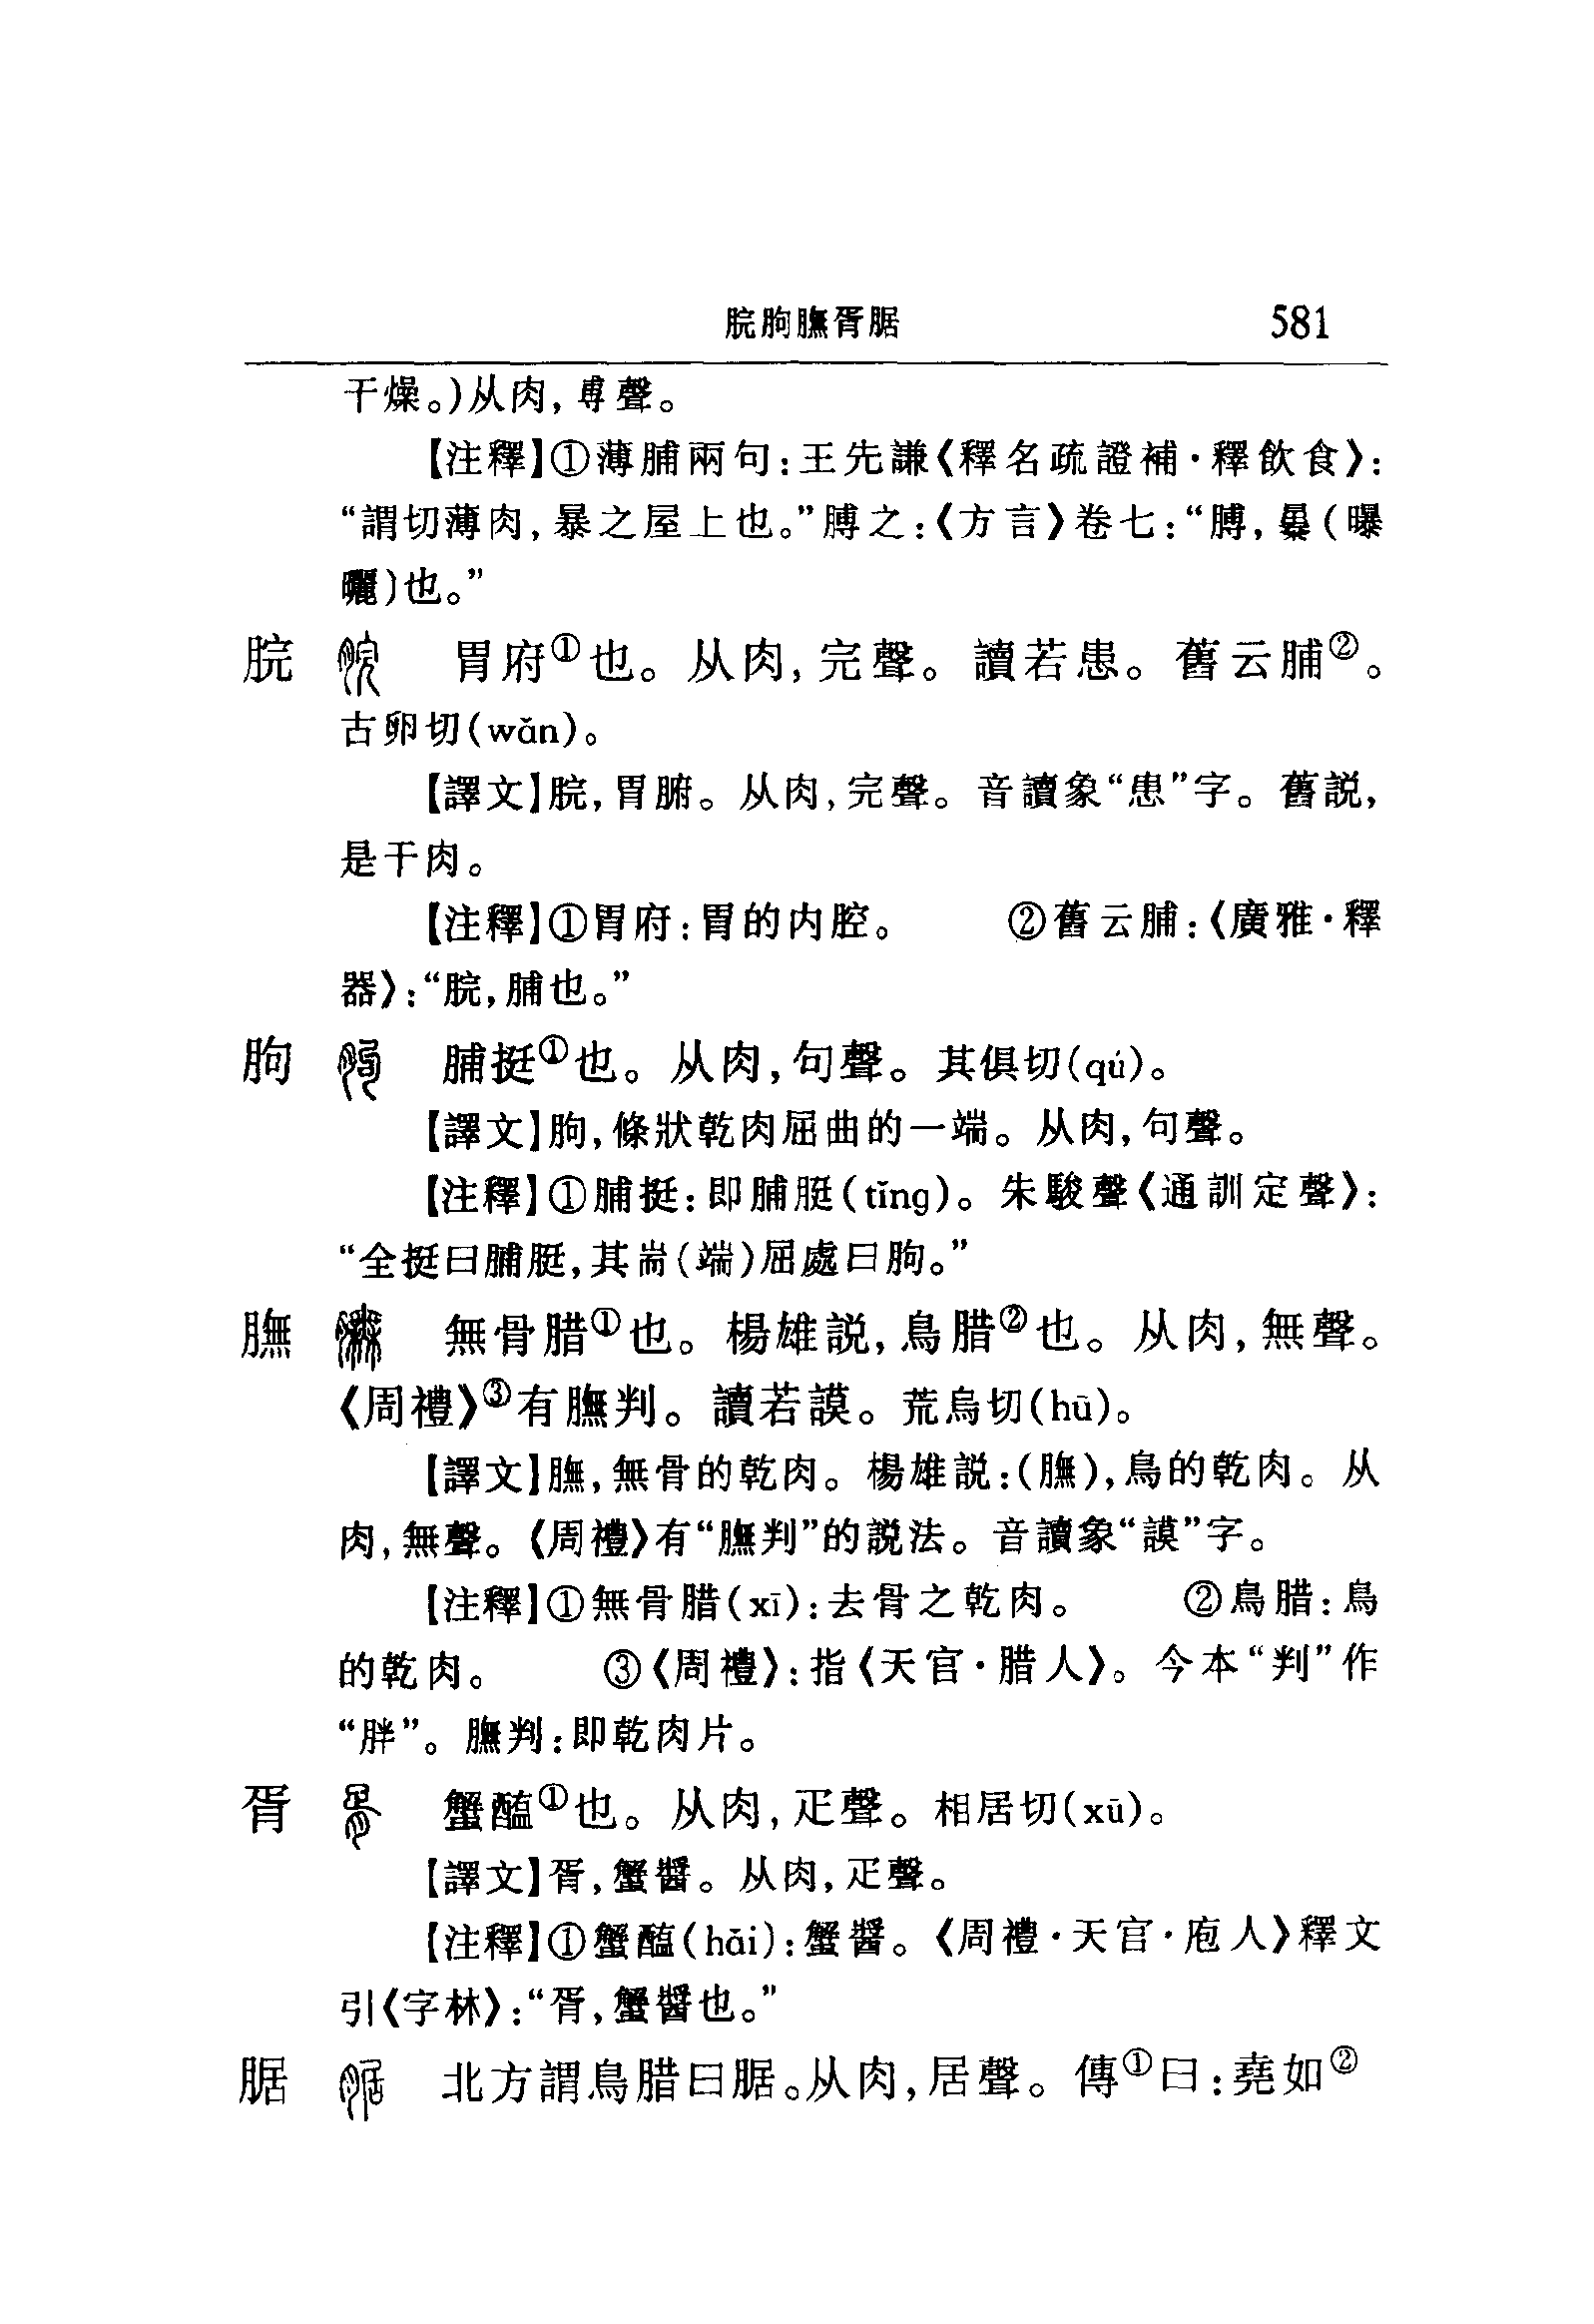 脘朐膴胥腒 581
干燥。)从肉,尃聲。
【注釋】①薄脯兩句:王先謙《釋名疏證補·釋飲食》:
“謂切薄肉,暴之屋上也。”膊之:《方言》卷七:“膊,㬥(曝
曬)也。”
脘 胃府①也。从肉,完聲。讀若患。舊云脯②。
古卵切(wǎn)。
【譯文】脘,胃腑。从肉,完聲。音讀象“患”字。舊説,
是干肉。
【注釋】①胃府:胃的内腔。 ②舊云脯:《廣雅·釋
器》:“脘,脯也。”
朐 脯挺①也。从肉,句聲。其俱切(qú)。
【譯文】朐,條狀乾肉屈曲的一端。从肉,句聲。
【注釋】①脯挺:即脯脡(tǐng)。朱駿聲《通訓定聲》:
“全挺曰脯脡,其耑(端)屈處曰朐。”
膴 無骨腊①也。楊雄説,鳥腊②也。从肉,無聲。
《周禮》③有膴判。讀若謨。荒烏切(hū)。
【譯文】膴,無骨的乾肉。楊雄説:(膴),鳥的乾肉。从
肉,無聲。《周禮》有“膴判”的説法。音讀象“謨”字。
【注釋】①無骨腊(xī):去骨之乾肉。 ②鳥腊:鳥
的乾肉。 ③《周禮》:指《天官·腊人》。今本“判”作
“胖”。膴判:即乾肉片。
胥 蟹醢①也。从肉,疋聲。相居切(xū)。
【譯文】胥,蟹醬。从肉,疋聲。
【注釋】①蟹醢(hǎi):蟹醬。《周禮·天官·庖人》釋文
引《字林》:“胥,蟹醬也。”
腒 北方謂鳥腊曰腒。从肉,居聲。傳①曰:堯如②